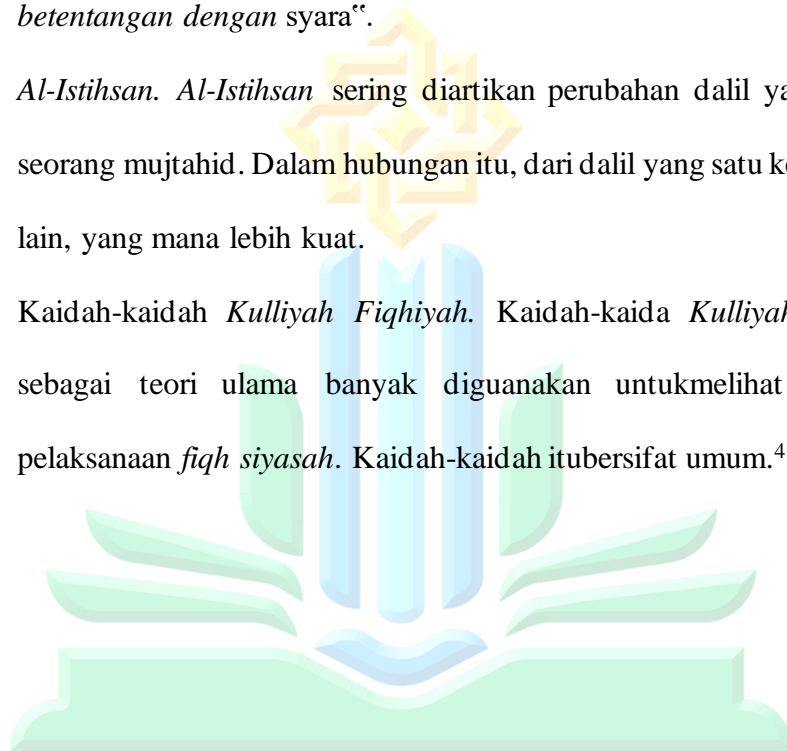 betentangan dengan syara‟.
Al-Istihsan. Al-Istihsan sering diartikan perubahan dalil
seorang mujtahid. Dalam hubungan itu, dari dalil yang satu
lain, yang mana lebih kuat.
Kaidah-kaidah Kulliyah Fiqhiyah. Kaidah-kaida Kulliyah
sebagai teori ulama banyak diguanakan untukmelihat
pelaksanaan fiqh siyasah. Kaidah-kaidah itubersifat umum.4